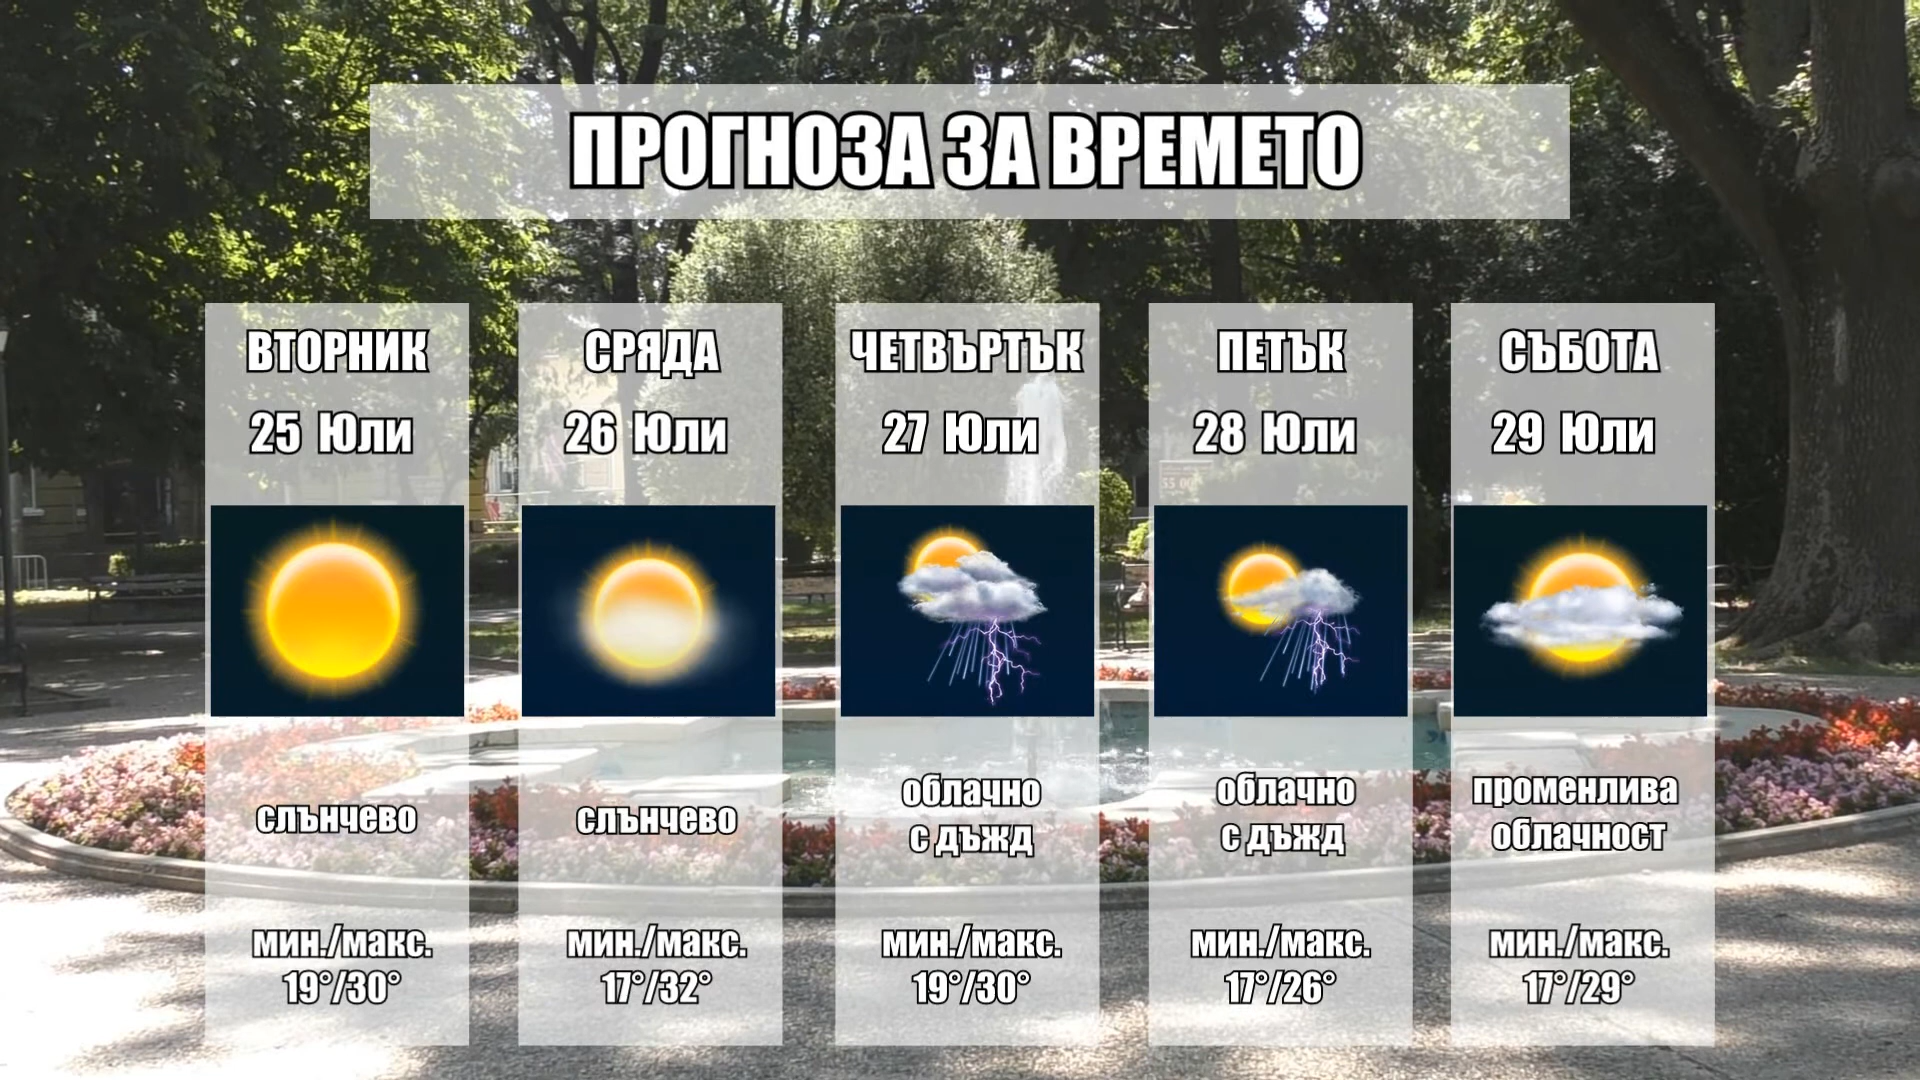 ПРОГНОЗА ЗА ВРЕМЕТО
ВТОРНИК
25 Юли
слънчево
мин./макс.
19°/30°
СРЯДА
26 Юли
слънчево
мин./макс.
17°/32°
ЧЕТВЪРТЪК
27 Юли
облачно
с дъжд
мин./макс.
19°/30°
ПЕТЪК
28 Юли
облачно
с дъжд
мин./макс.
17°/26°
СЪБОТА
29 Юли
променлива
облачност
мин./макс.
17°/29°